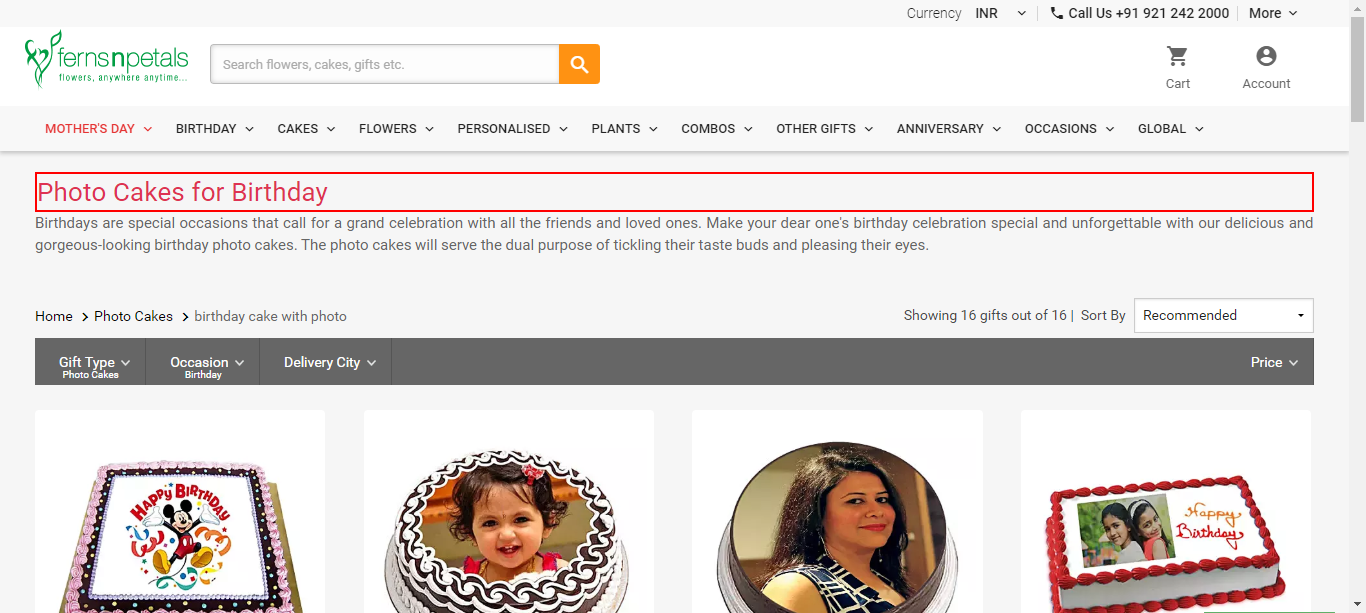 Currency INR Call Us +91 921 242 2000 More
fernsnpetals
flowers, anywhere anytime...
Search flowers, cakes, gifts etc.
Cart Account
MOTHER'S DAY BIRTHDAY CAKES FLOWERS PERSONALISED PLANTS COMBOS OTHER GIFTS ANNIVERSARY OCCASIONS GLOBAL
Photo Cakes for Birthday
Birthdays are special occasions that call for a grand celebration with all the friends and loved ones. Make your dear one's birthday celebration special and unforgettable with our delicious and
gorgeous-looking birthday photo cakes. The photo cakes will serve the dual purpose of tickling their taste buds and pleasing their eyes.
Home Photo Cakes birthday cake with photo Showing 16 gifts out of 16 | Sort By Recommended
Gift Type Occasion Delivery City Price
Photo Cakes Birthday
HAPPY BIRTHDAY
Happy
Birthday